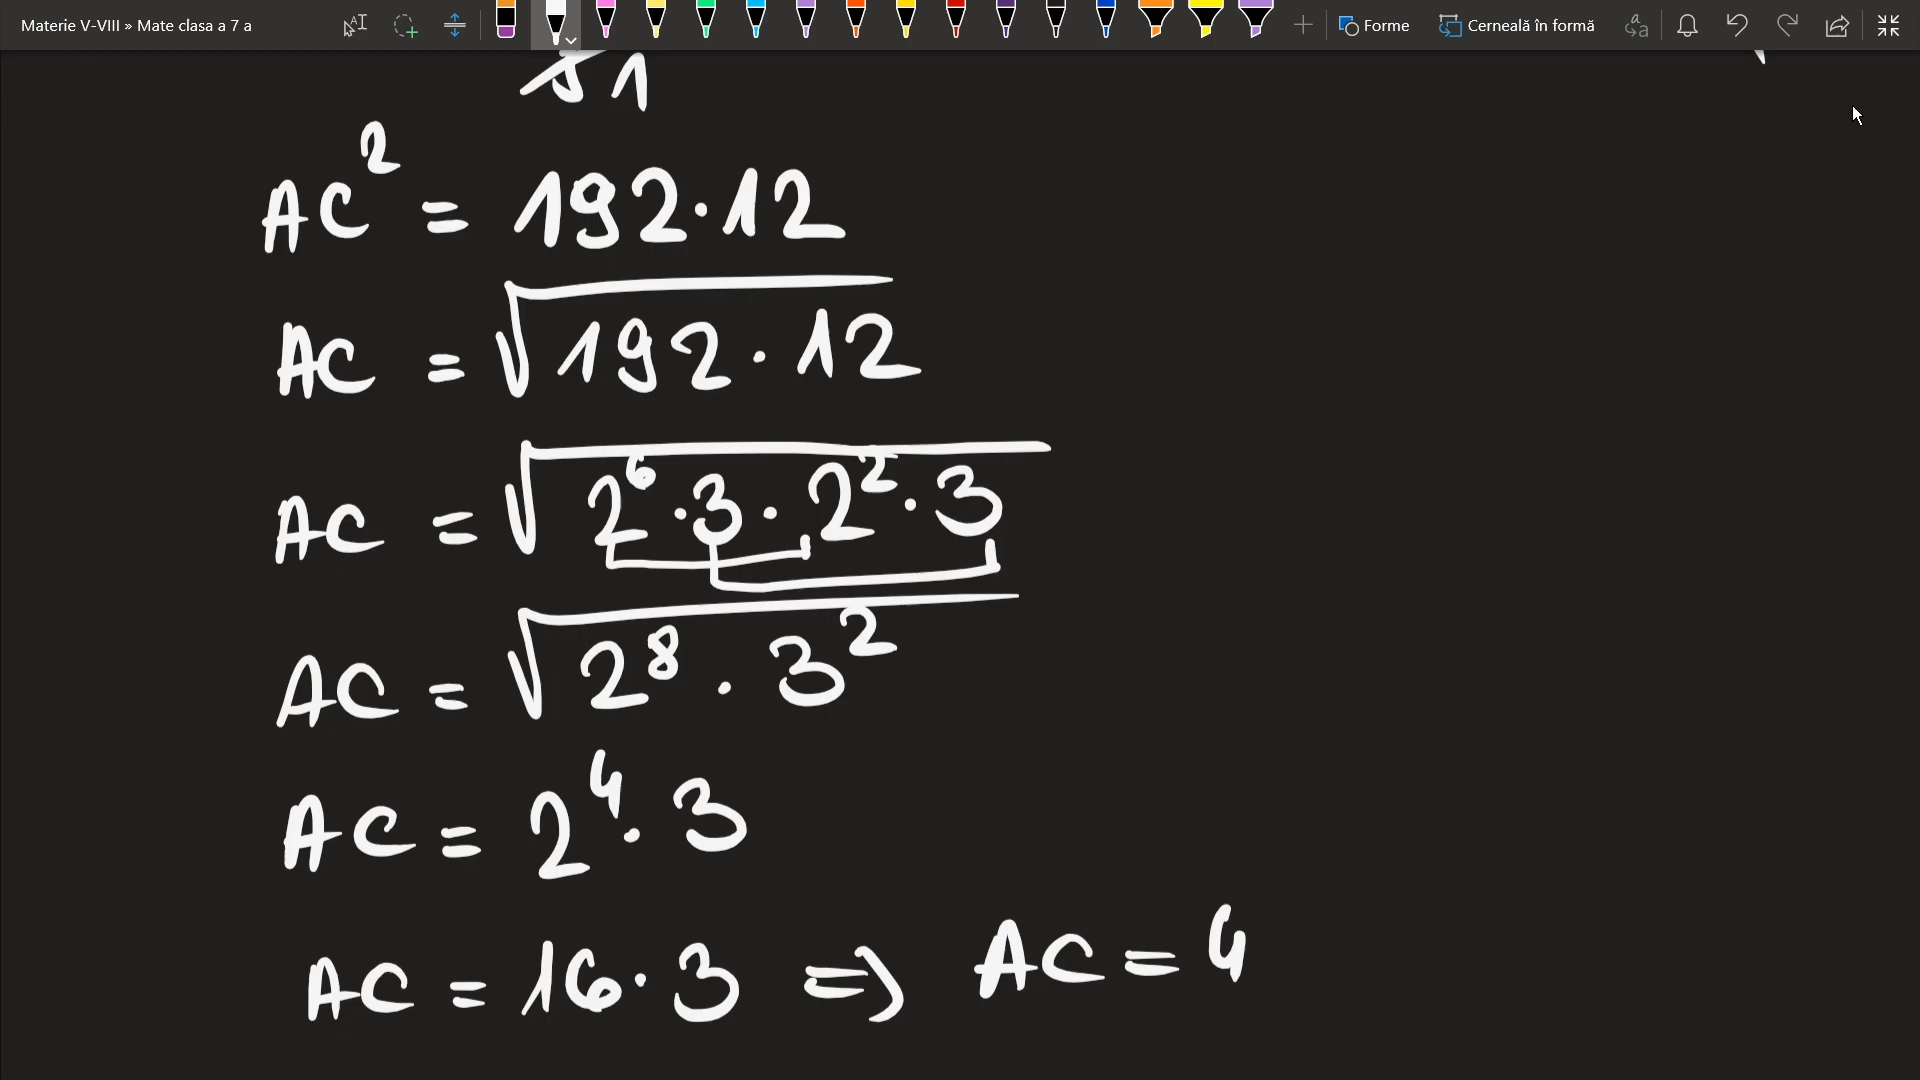 Materie V-VIII » Mate clasa a 7 a
Forme
Cerneală în formă
1
AC² = 192·12
AC = √192·12
AC = √2⁶·3·2²·3
AC = √2⁸·3²
AC = 2⁴·3
AC = 16·3 => AC = 4